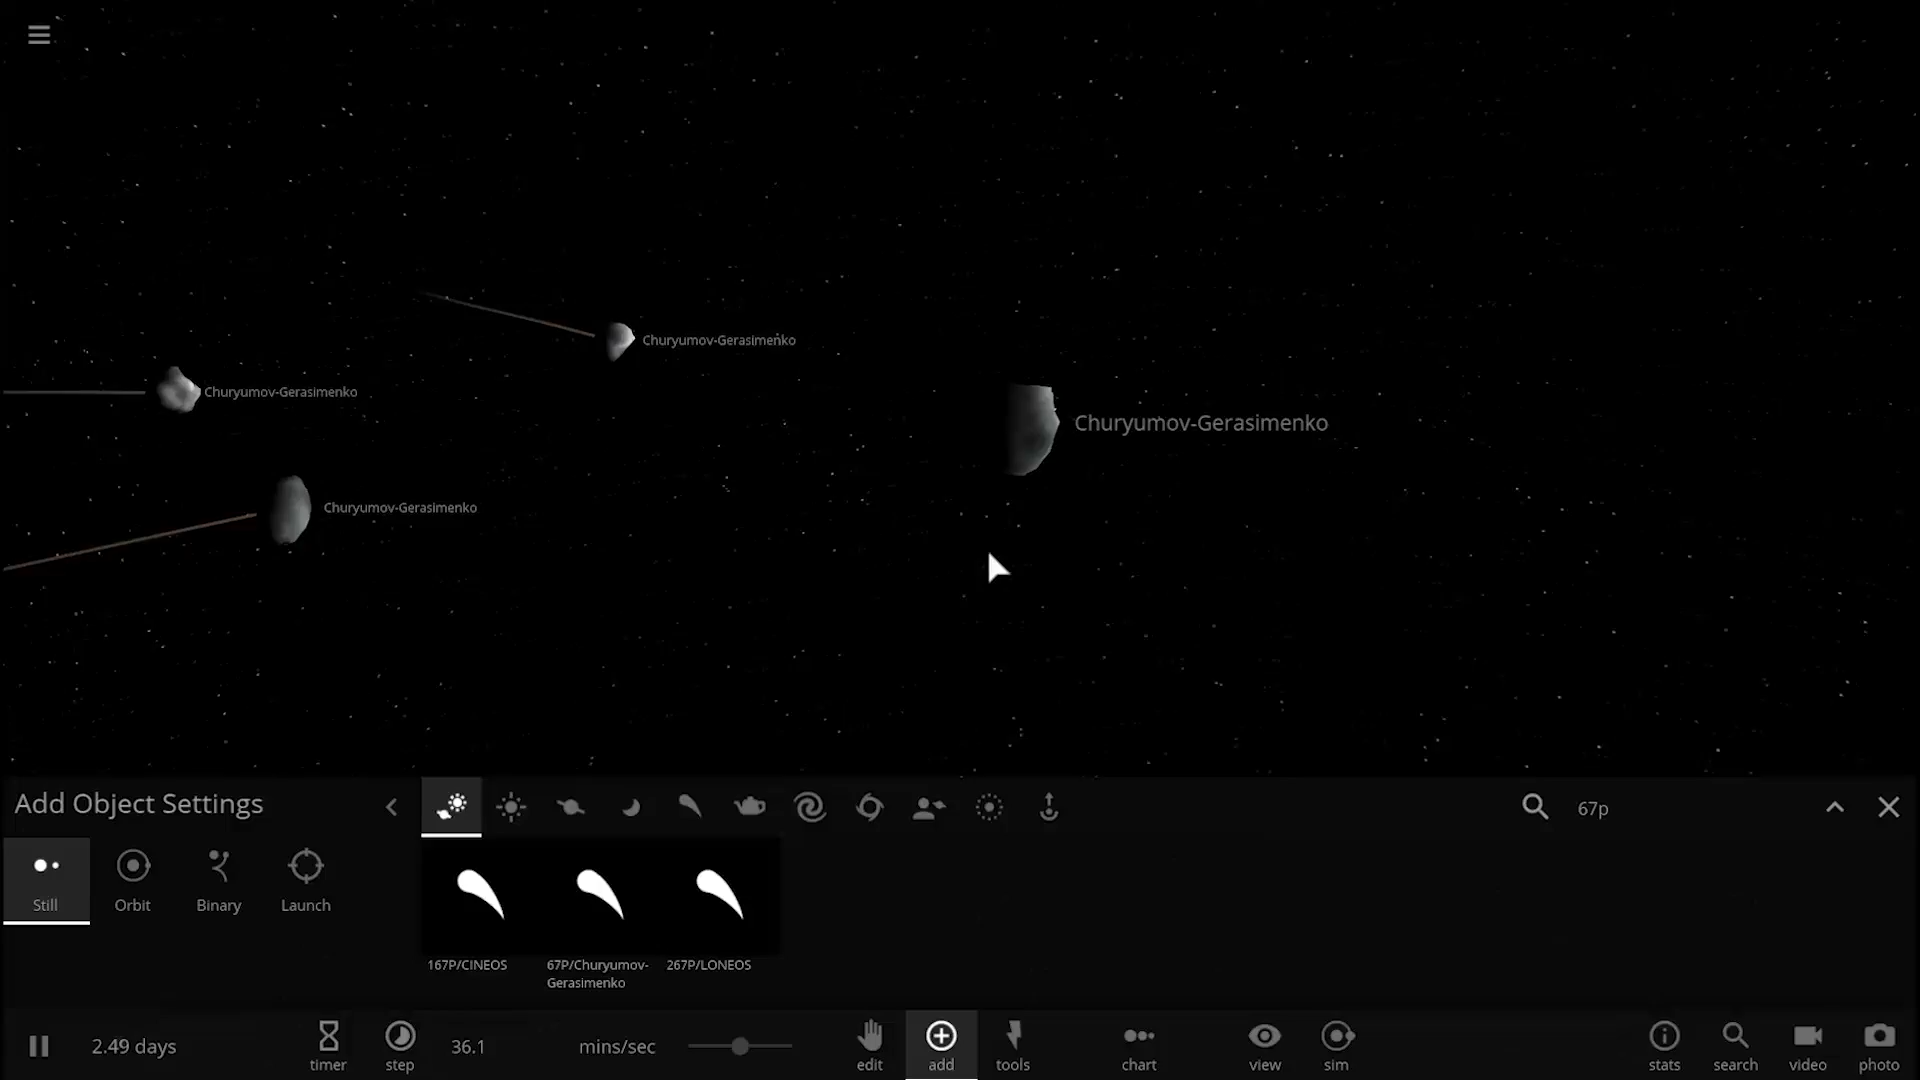 Churyumov-Gerasimenko
Churyumov-Gerasimenko
Churyumov-Gerasimenko
Churyumov-Gerasimenko
Add Object Settings
67p
Still
Orbit
Binary
Launch
167P/CINEOS
67P/Churyumov-
Gerasimenko
267P/LONEOS
2.49 days
timer
step
36.1
mins/sec
edit
add
tools
chart
view
sim
stats
search
video
photo